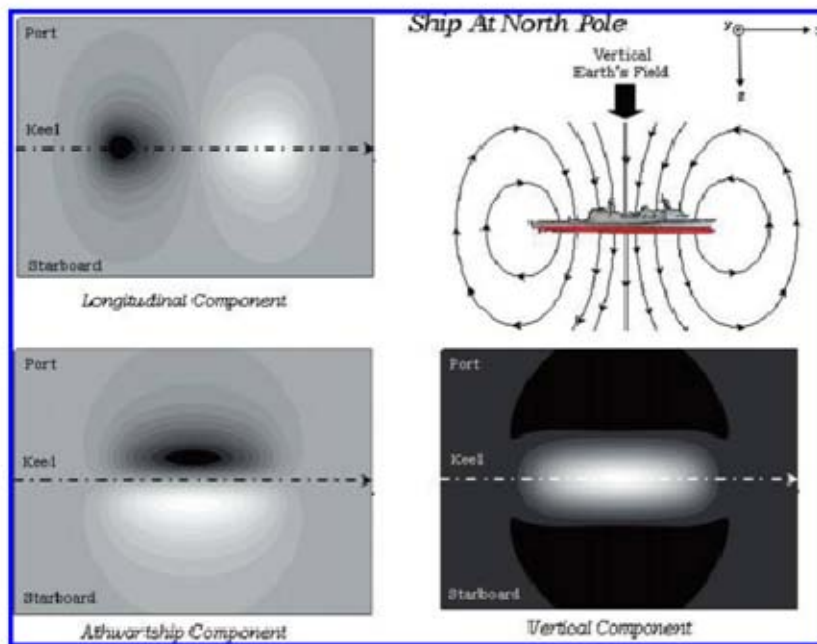 Port
Keel
Starboard
Longitudinal Component
Ship At North Pole
Vertical
Earth's Field
y
z
Port
Keel
Starboard
Athwartship Component
Port
Keel
Starboard
Vertical Component